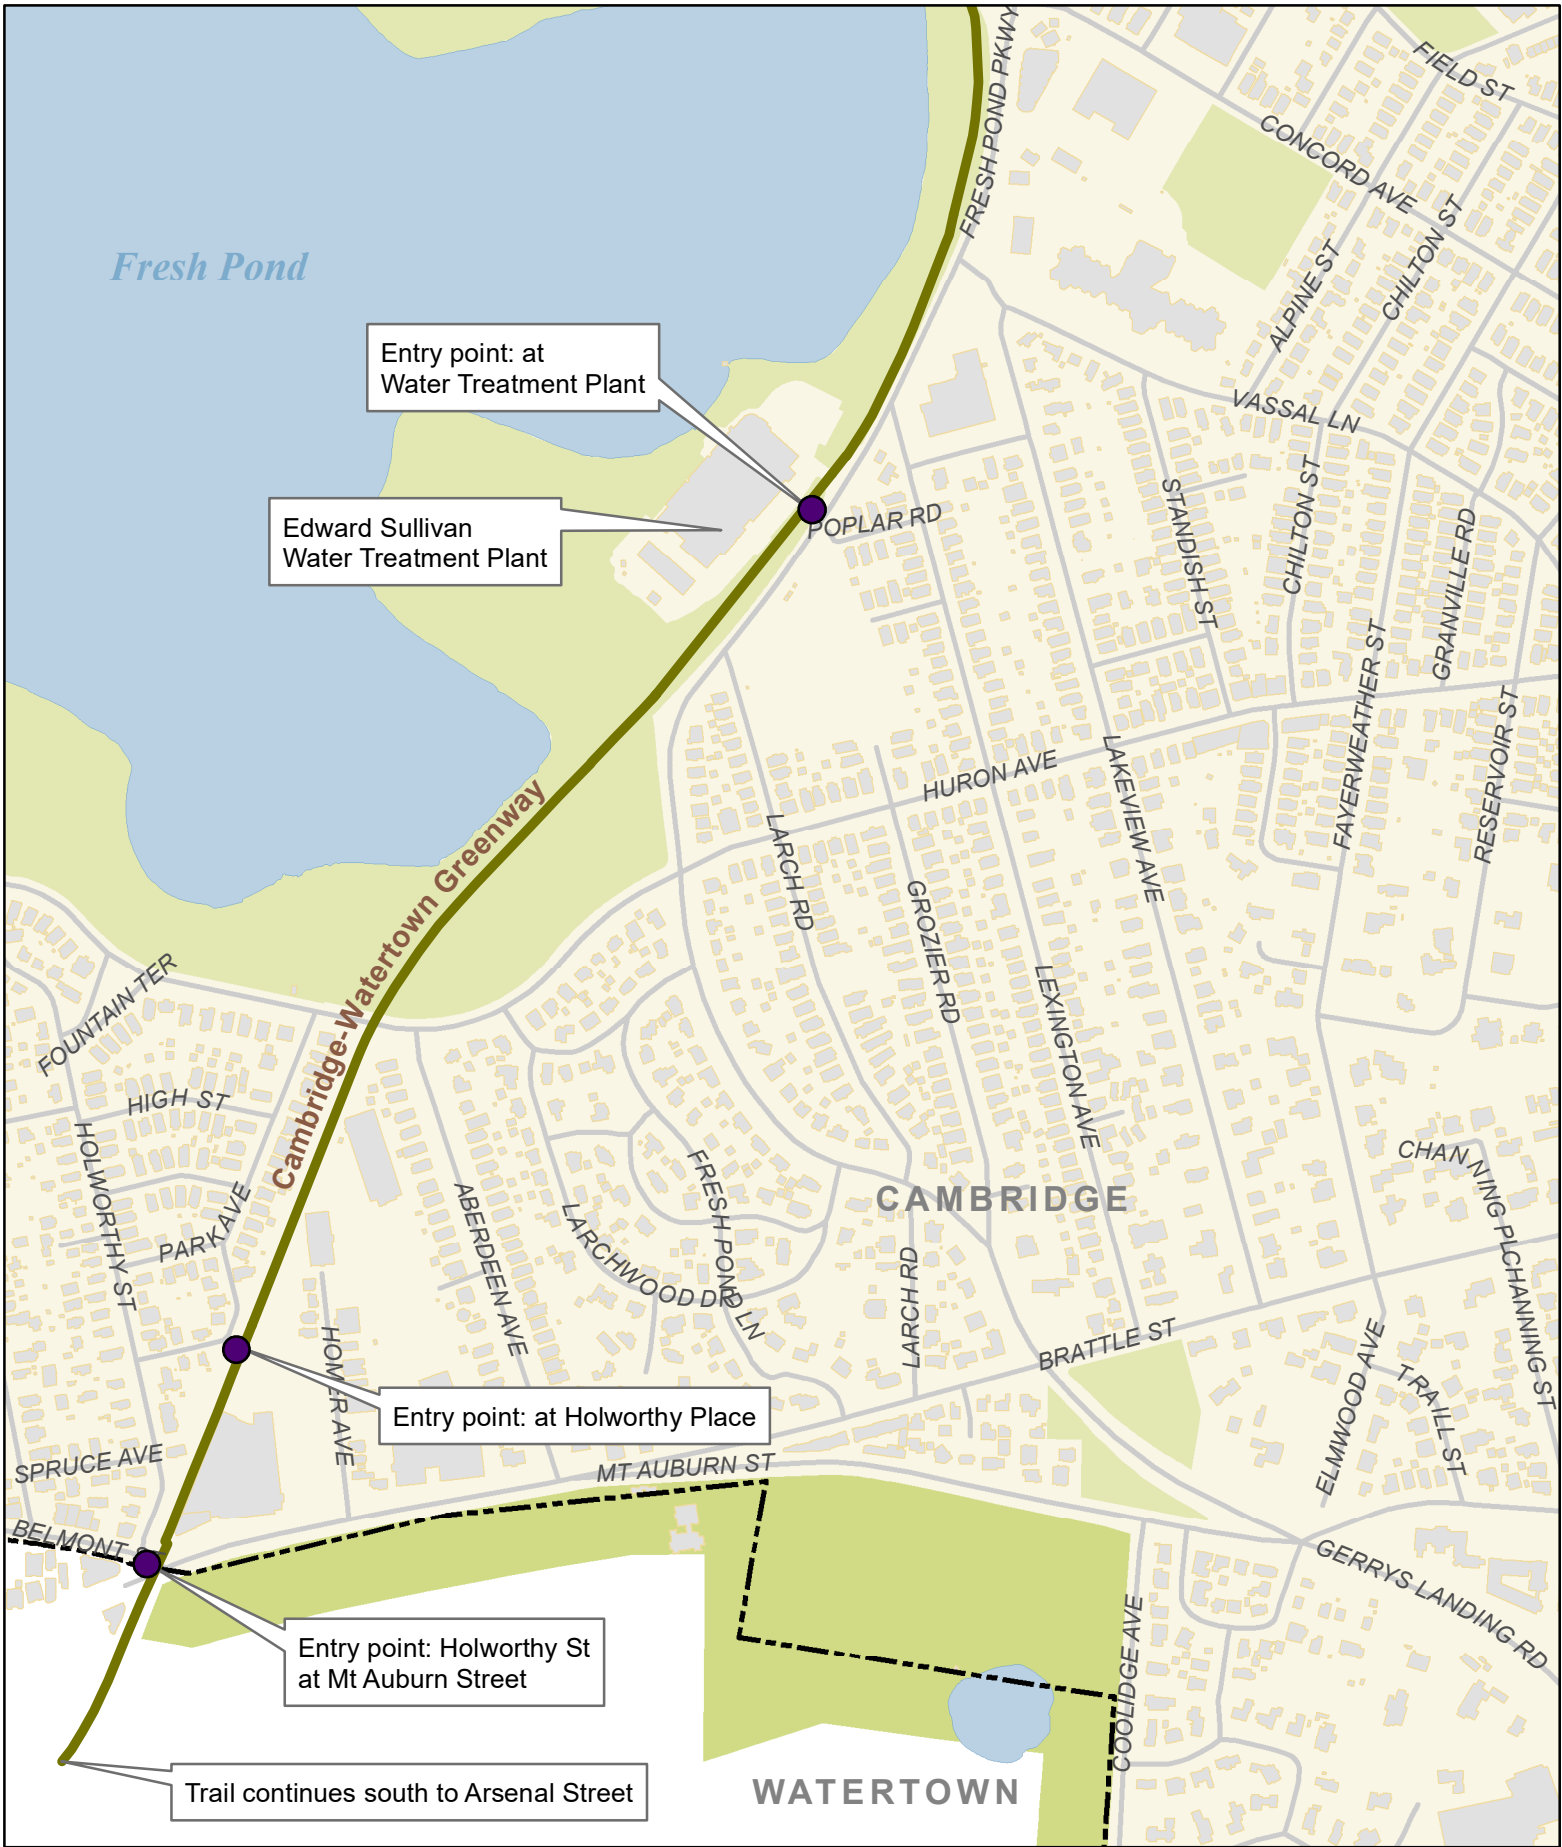 FRESH POND PKWY
FIELD ST
CONCORD AVE
CHILTON ST
ALPINE ST
Fresh Pond
Entry point: at
Water Treatment Plant
VASSAL LN
Edward Sullivan
Water Treatment Plant
POPLAR RD
STANDISH ST
CHILTON ST
GRANVILLE RD
FAYERWEATHER ST
RESERVOIR ST
HURON AVE
LAKEVIEW AVE
LARCH RD
GROZIER RD
LEXINGTON AVE
Cambridge-Watertown Greenway
FOUNTAIN TER
HIGH ST
HOLWORTHY ST
PARK AVE
ABERDEEN AVE
LARCHWOOD DR
FRESH POND LN
CAMBRIDGE
CHANNING PL
CHANNING ST
LARCH RD
HOMER AVE
BRATTLE ST
ELMWOOD AVE
TRAILL ST
Entry point: at Holworthy Place
SPRUCE AVE
MT AUBURN ST
BELMONT ST
GERRYS LANDING RD
COOLIDGE AVE
Entry point: Holworthy St
at Mt Auburn Street
Trail continues south to Arsenal Street
WATERTOWN